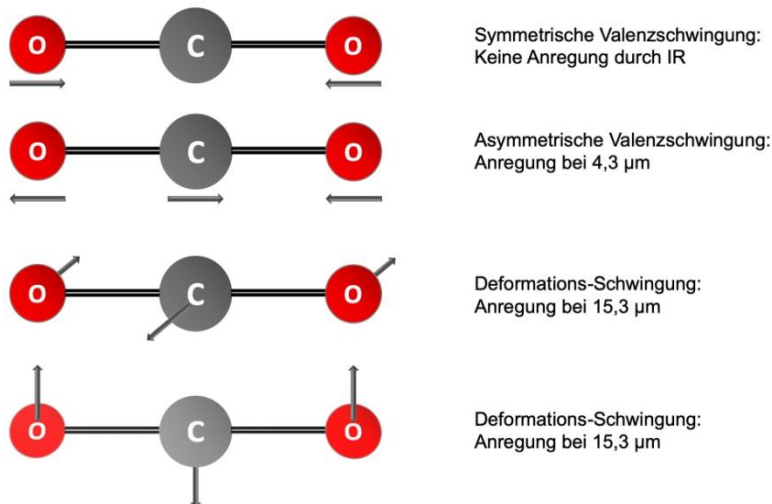 O C O
Symmetrische Valenzschwingung:
Keine Anregung durch IR
O C O
Asymmetrische Valenzschwingung:
Anregung bei 4,3 µm
O C O
Deformations-Schwingung:
Anregung bei 15,3 µm
O C O
Deformations-Schwingung:
Anregung bei 15,3 µm